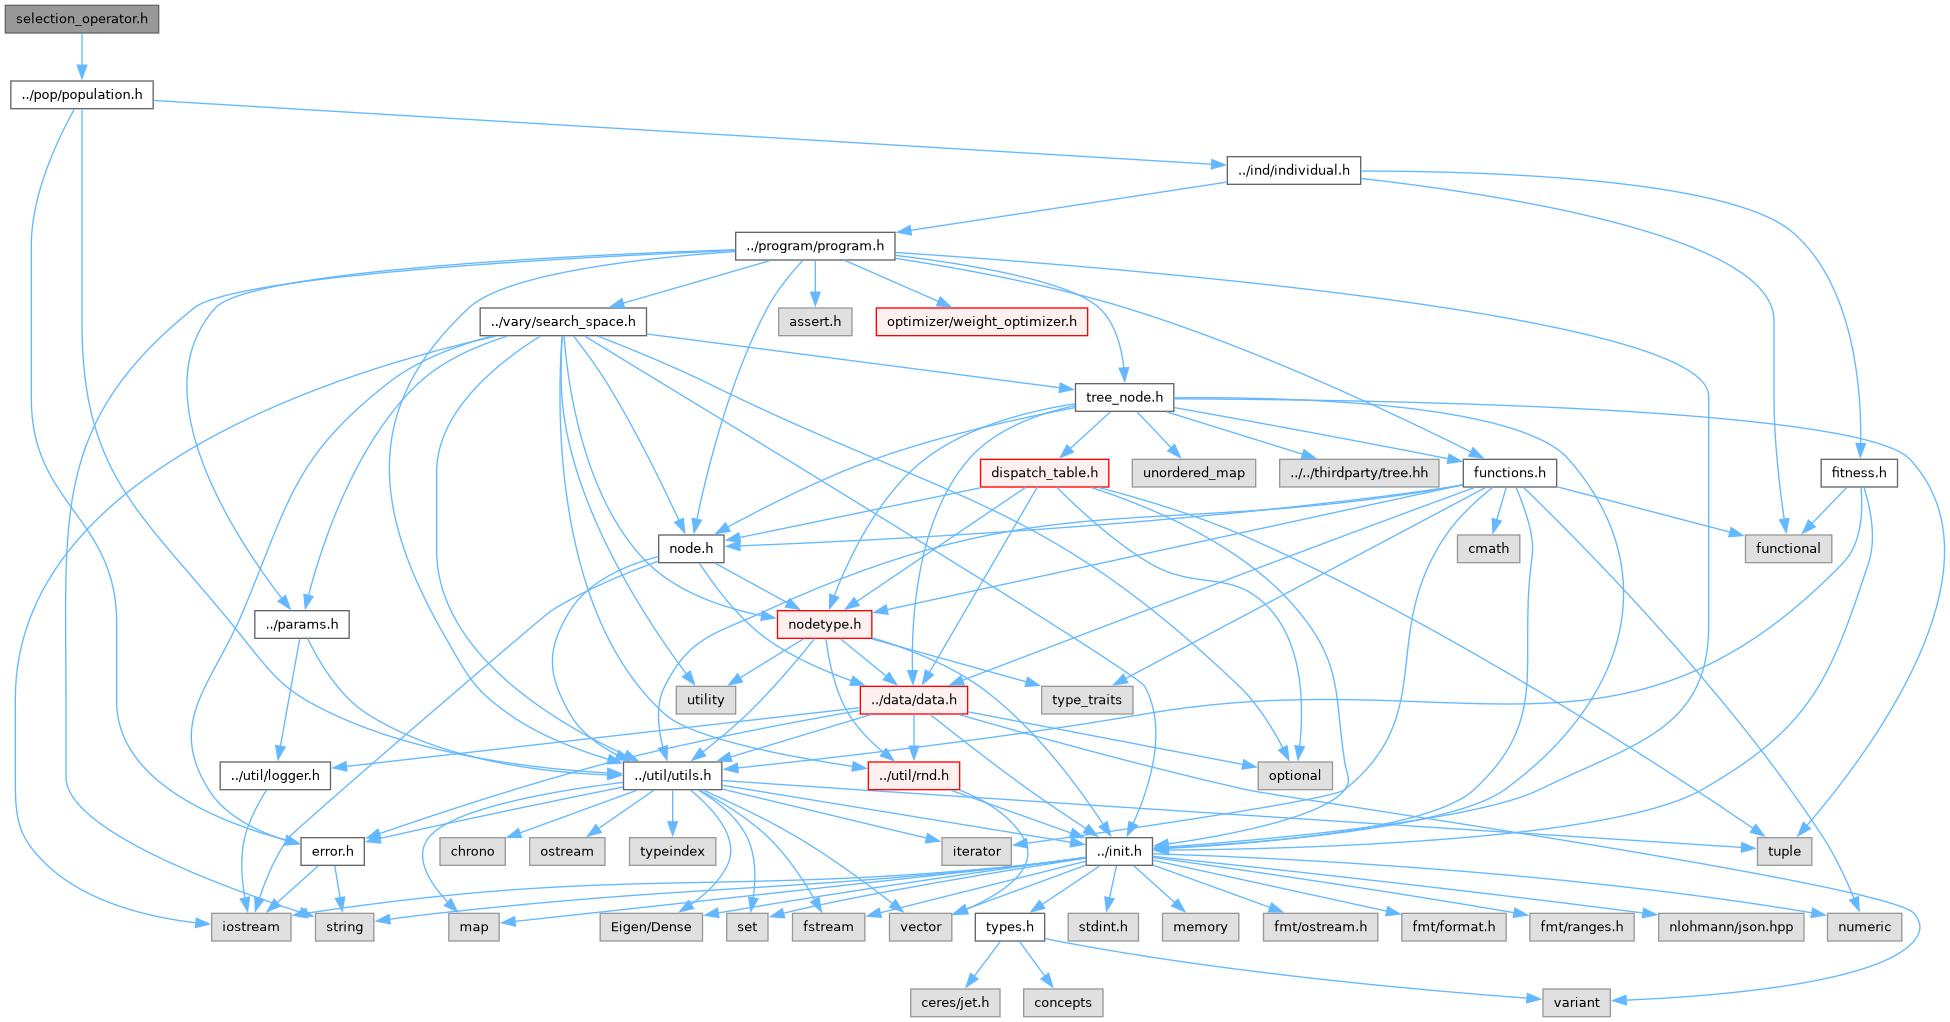 selection_operator.h
../pop/population.h
../ind/individual.h
../program/program.h
../vary/search_space.h
assert.h
optimizer/weight_optimizer.h
tree_node.h
dispatch_table.h
unordered_map
../../thirdparty/tree.hh
functions.h
fitness.h
node.h
cmath
functional
../params.h
nodetype.h
utility
../data/data.h
type_traits
../util/logger.h
../util/utils.h
../util/rnd.h
optional
error.h
chrono
ostream
typeindex
iterator
../init.h
tuple
iostream
string
map
Eigen/Dense
set
fstream
vector
types.h
stdint.h
memory
fmt/ostream.h
fmt/format.h
fmt/ranges.h
nlohmann/json.hpp
numeric
ceres/jet.h
concepts
variant